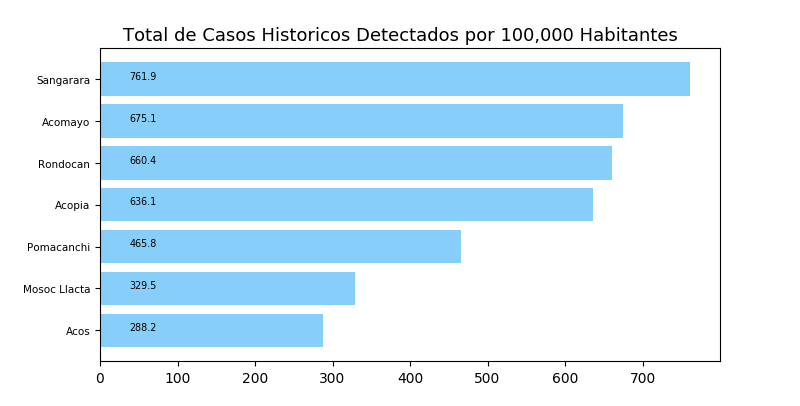 Total de Casos Historicos Detectados por 100,000 Habitantes
Sangarara 761.9
Acomayo 675.1
Rondocan 660.4
Acopia 636.1
Pomacanchi 465.8
Mosoc Llacta 329.5
Acos 288.2
0 100 200 300 400 500 600 700